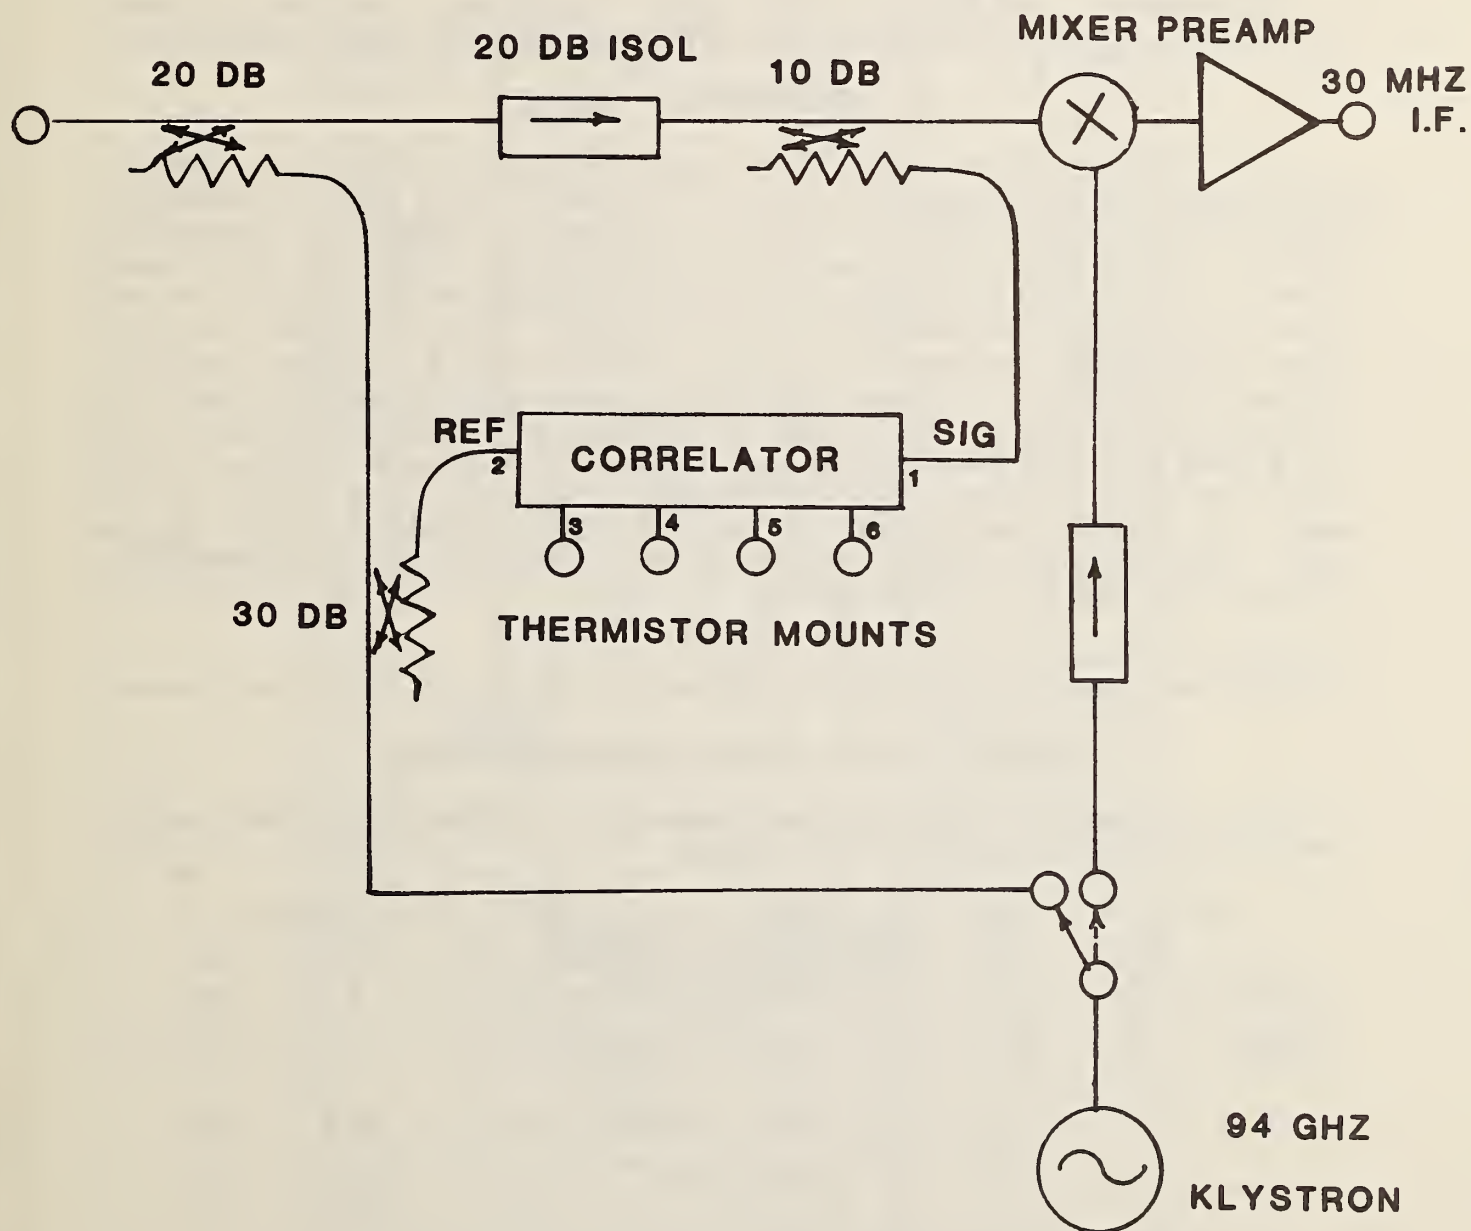 MIXER PREAMP
20 DB ISOL
20 DB
10 DB
30 MHZ
I.F.
REF
2
CORRELATOR
SIG
1
3
4
5
6
30 DB
THERMISTOR MOUNTS
94 GHZ
KLYSTRON